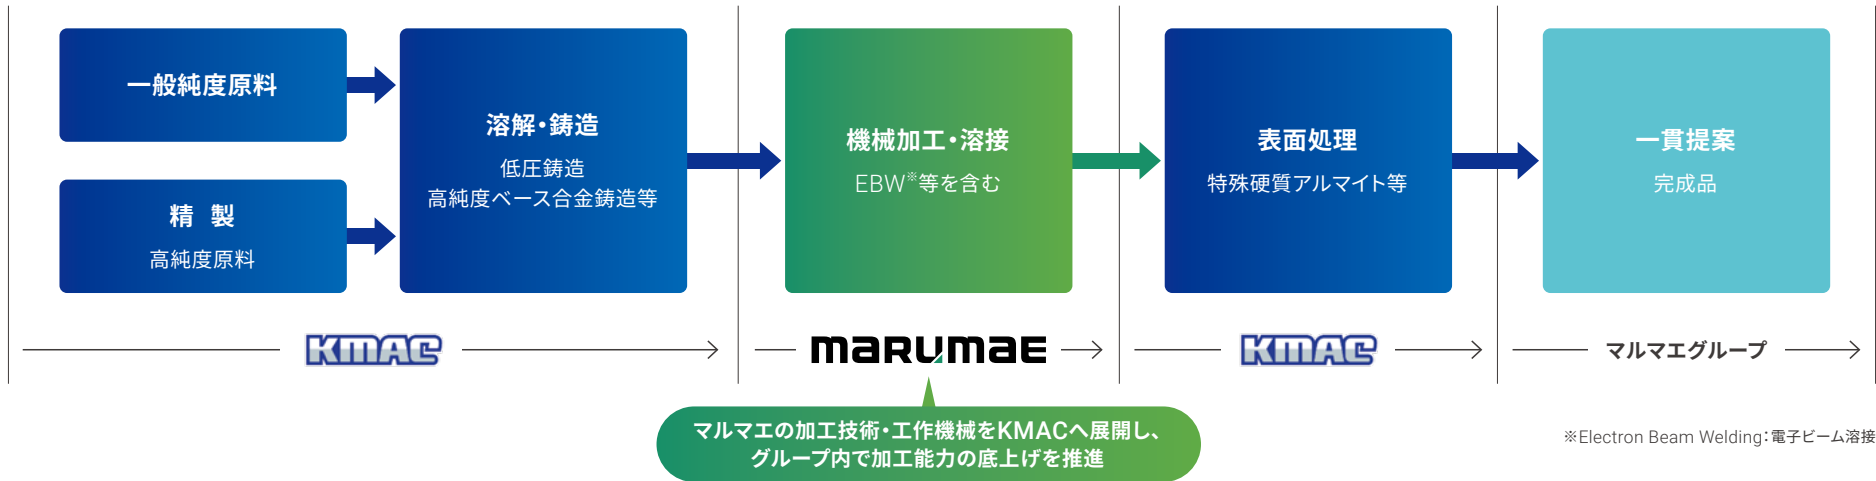 一般純度原料
精 製
高純度原料
溶解・鋳造
低圧鋳造
高純度ベース合金鋳造等
機械加工・溶接
EBW※等を含む
表面処理
特殊硬質アルマイト等
一貫提案
完成品
KMAC
MARUMAE
KMAC
マルマエグループ
マルマエの加工技術・工作機械をKMACへ展開し、
グループ内で加工能力の底上げを推進
※Electron Beam Welding：電子ビーム溶接